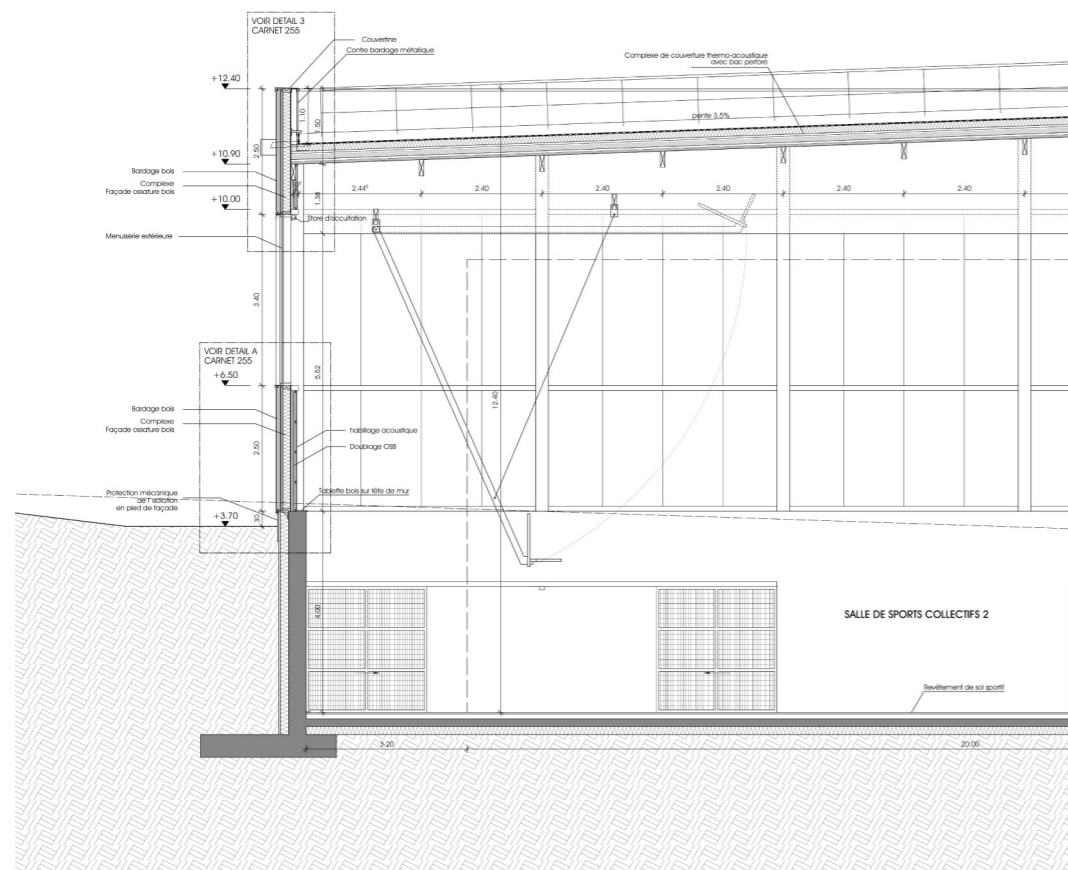 VOIR DETAIL 3
CARNET 255
Couvertine
Contre bardage métallique
Complexe de couverture thermo-acoustique
avec bac perforé
+12.40
1.10
1.50
pente 3.5%
2.50
+10.90
Bardage bois
Complexe
Façade ossature bois
1.38
2.44⁵
2.40
2.40
2.40
2.40
2.40
+10.00
Store d'occultation
Menuiserie extérieure
3.40
VOIR DETAIL A
CARNET 255
+6.50
5.52
12.40
Bardage bois
Complexe
Façade ossature bois
habillage acoustique
Doublage OSB
2.50
Tablette bois sur tête de mur
Protection mécanique
de l'isolation
en pied de façade
+3.70
30
4.00
SALLE DE SPORTS COLLECTIFS 2
Revêtement de sol sportif
3.20
20.00